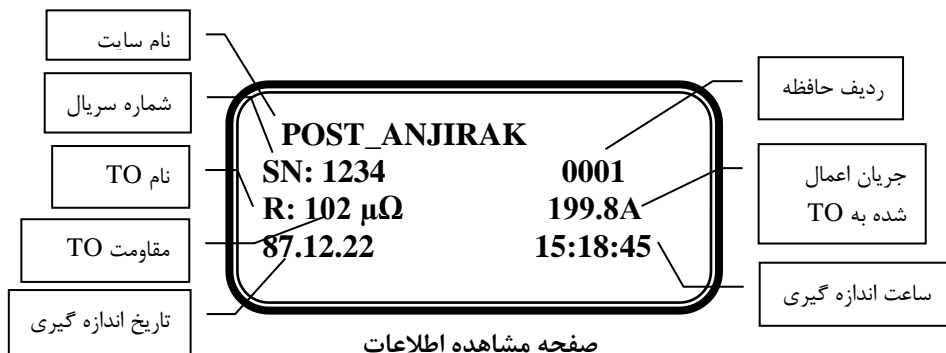 نام سایت
شماره سریال
نام TO
مقاومت TO
تاریخ اندازه گیری
POST_ANJIRAK
SN: 1234 0001
R: 102 μΩ 199.8A
87.12.22 15:18:45
ردیف حافظه
جریان اعمال
شده به TO
ساعت اندازه گیری
صفحه مشاهده اطلاعات